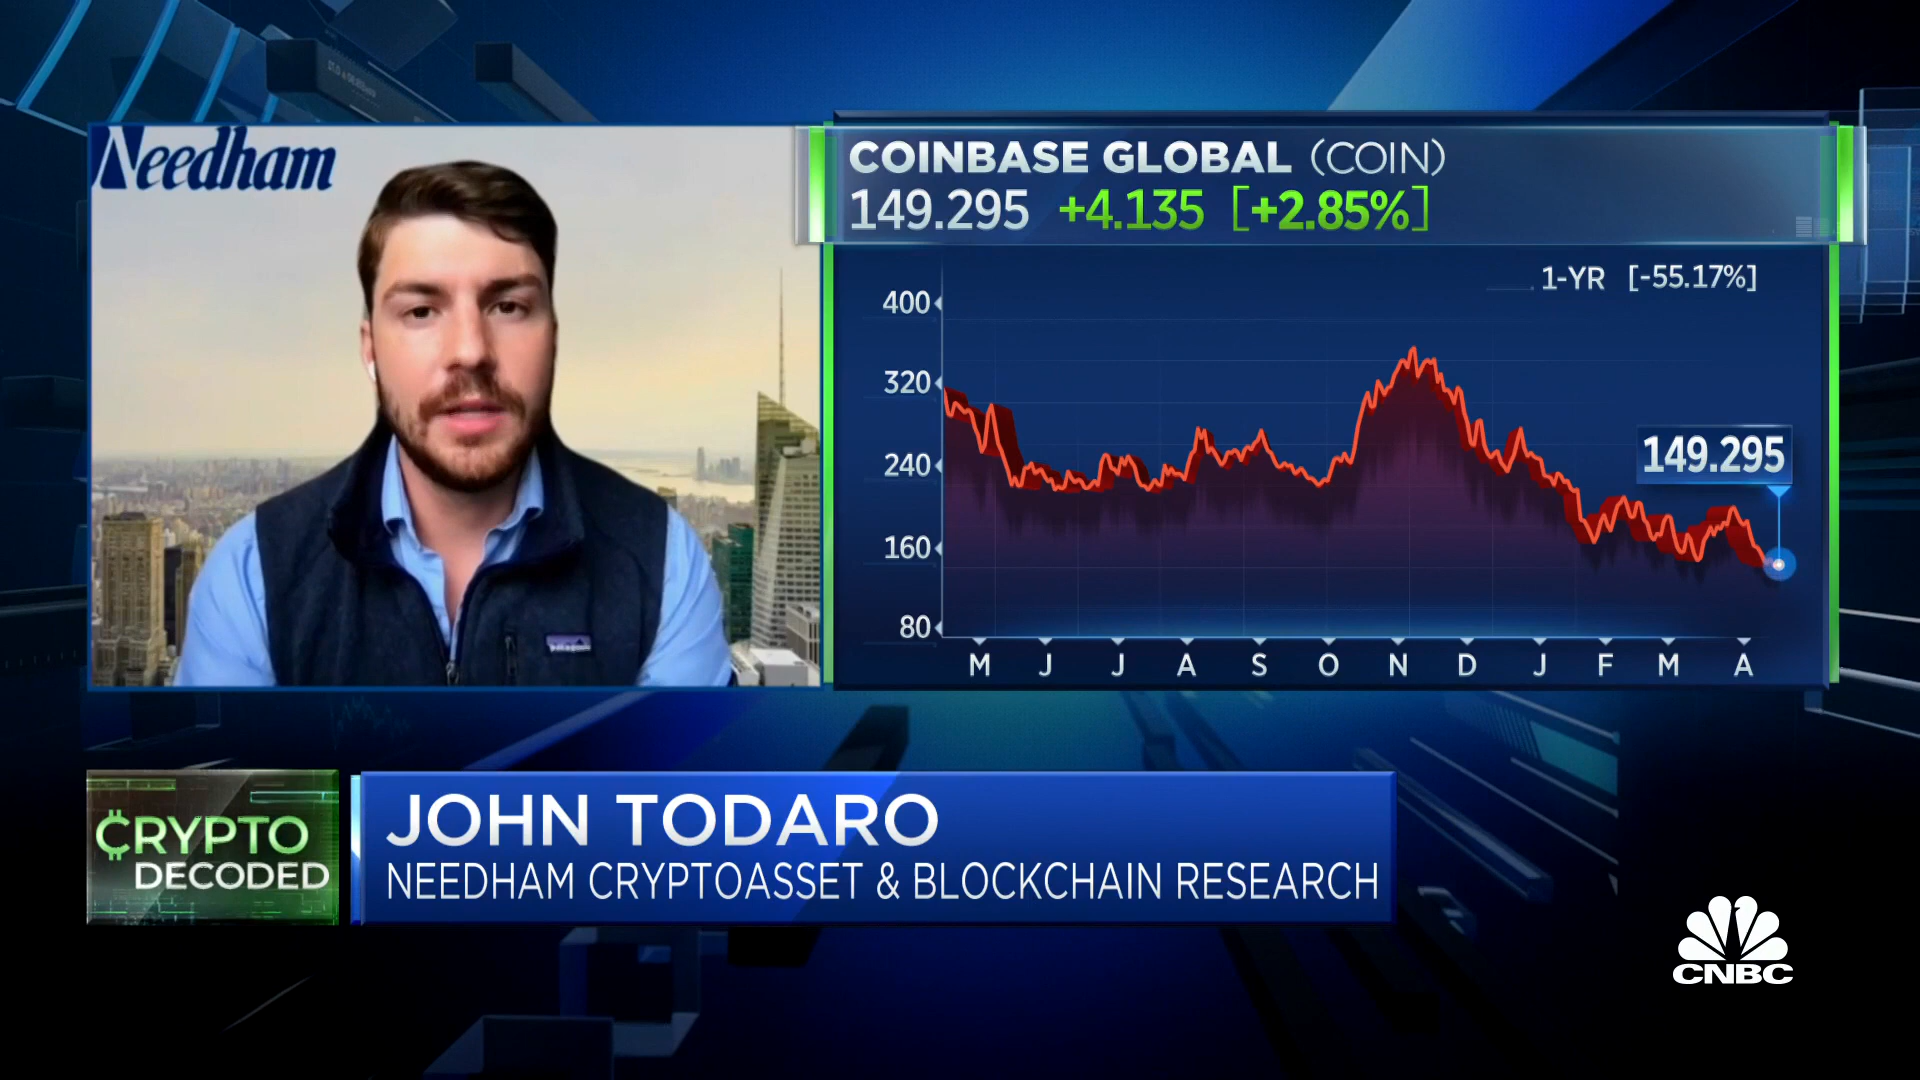 Needham
COINBASE GLOBAL (COIN)
149.295 +4.135 [+2.85%]
1-YR [-55.17%]
400
320
240
160
80
149.295
M J J A S O N D J F M A
patagonia
CRYPTO
DECODED
JOHN TODARO
NEEDHAM CRYPTOASSET & BLOCKCHAIN RESEARCH
CNBC